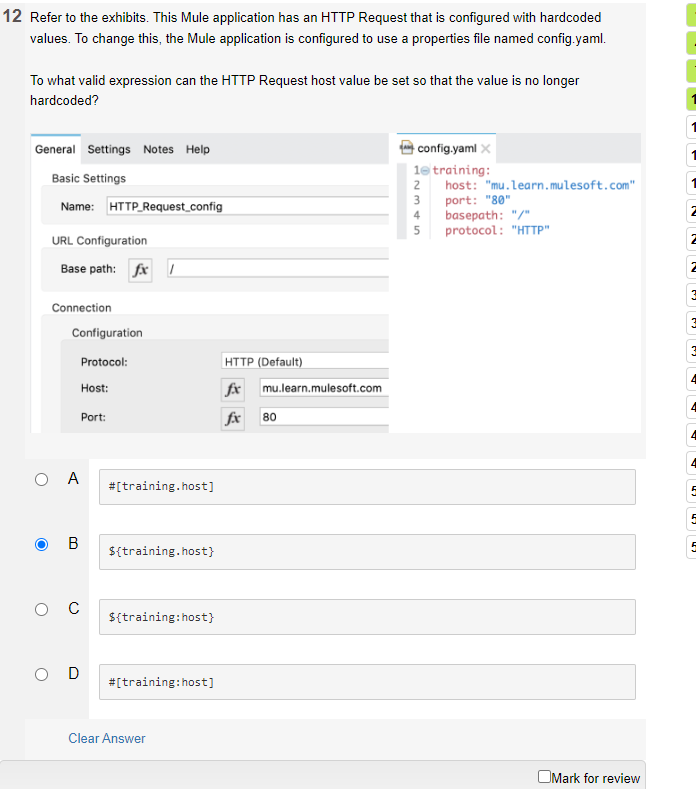 12 Refer to the exhibits. This Mule application has an HTTP Request that is configured with hardcoded
values. To change this, the Mule application is configured to use a properties file named config.yaml.
To what valid expression can the HTTP Request host value be set so that the value is no longer
hardcoded?
General Settings Notes Help
Basic Settings
Name: HTTP_Request_config
URL Configuration
Base path: fx /
Connection
Configuration
Protocol: HTTP (Default)
Host: fx mu.learn.mulesoft.com
Port: fx 80
config.yaml
1 training:
2 host: "mu.learn.mulesoft.com"
3 port: "80"
4 basepath: "/"
5 protocol: "HTTP"
A #[training.host]
B ${training.host}
C ${training:host}
D #[training:host]
Clear Answer
Mark for review